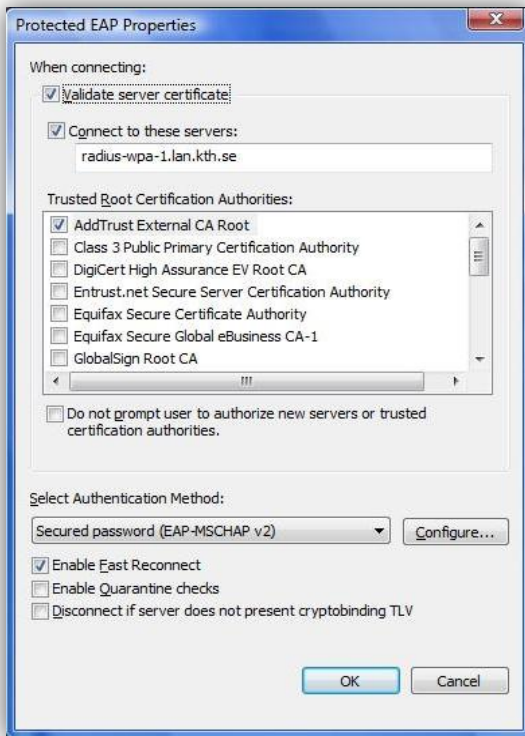 Protected EAP Properties
When connecting:
Validate server certificate
Connect to these servers:
radius-wpa-1.lan.kth.se
Trusted Root Certification Authorities:
AddTrust External CA Root
Class 3 Public Primary Certification Authority
DigiCert High Assurance EV Root CA
Entrust.net Secure Server Certification Authority
Equifax Secure Certificate Authority
Equifax Secure Global eBusiness CA-1
GlobalSign Root CA
Do not prompt user to authorize new servers or trusted
certification authorities.
Select Authentication Method:
Secured password (EAP-MSCHAP v2) Configure...
Enable Fast Reconnect
Enable Quarantine checks
Disconnect if server does not present cryptobinding TLV
OK Cancel